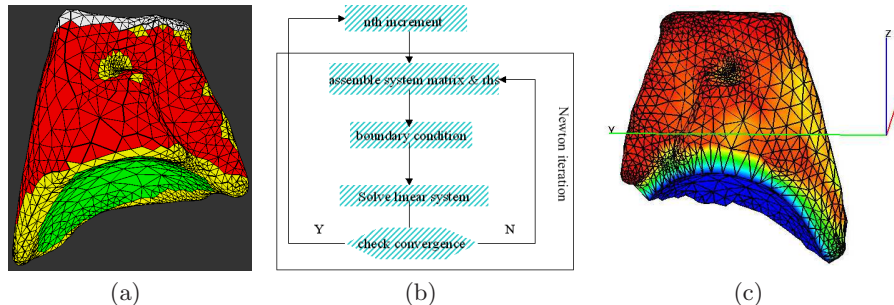 nth increment
assemble system matrix & rhs
boundary condition
Solve linear system
check convergence
Y
N
Newton iteration
Y
Z
(a)
(b)
(c)